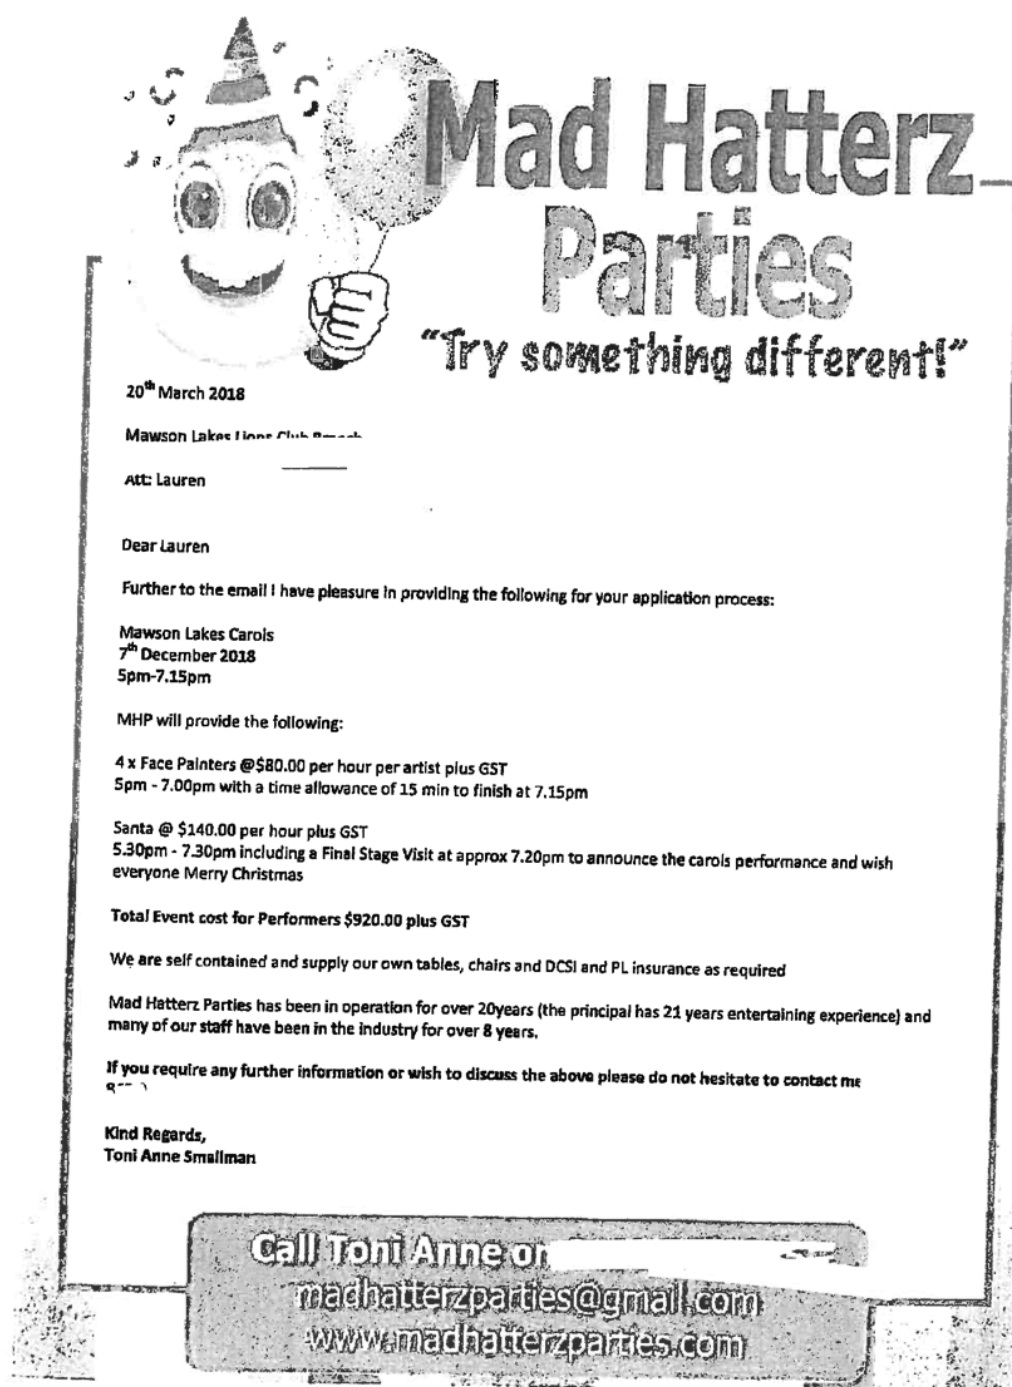 Mad Hatterz
Parties
"Try something different!"
20th March 2018
Mawson Lakes Lions Club
Att: Lauren
Dear Lauren
Further to the email I have pleasure in providing the following for your application process:
Mawson Lakes Carols
7th December 2018
5pm-7.15pm
MHP will provide the following:
4 x Face Painters @$80.00 per hour per artist plus GST
5pm - 7.00pm with a time allowance of 15 min to finish at 7.15pm
Santa @ $140.00 per hour plus GST
5.30pm - 7.30pm including a Final Stage Visit at approx 7.20pm to announce the carols performance and wish
everyone Merry Christmas
Total Event cost for Performers $920.00 plus GST
We are self contained and supply our own tables, chairs and DCSI and PL insurance as required
Mad Hatterz Parties has been in operation for over 20years (the principal has 21 years entertaining experience) and
many of our staff have been in the industry for over 8 years.
If you require any further information or wish to discuss the above please do not hesitate to contact me
Kind Regards,
Toni Anne Smallman
Call Toni Anne on
madhatterzparties@gmail.com
www.madhatterzparties.com